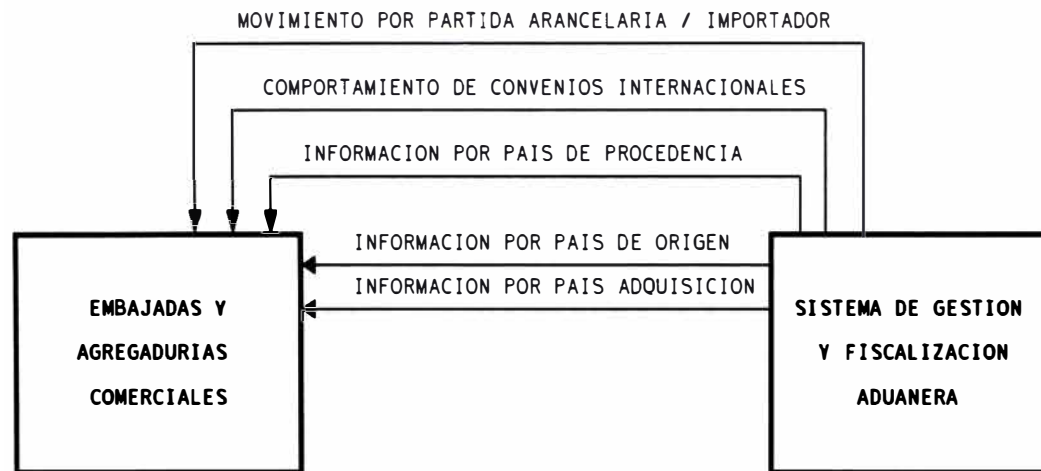 MOVIMIENTO POR PARTIDA ARANCELARIA / IMPORTADOR
COMPORTAMIENTO DE CONVENIOS INTERNACIONALES
INFORMACION POR PAIS DE PROCEDENCIA
INFORMACION POR PAIS DE ORIGEN
INFORMACION POR PAIS ADQUISICION
EMBAJADAS Y
AGREGADURIAS
COMERCIALES
SISTEMA DE GESTION
Y FISCALIZACION
ADUANERA